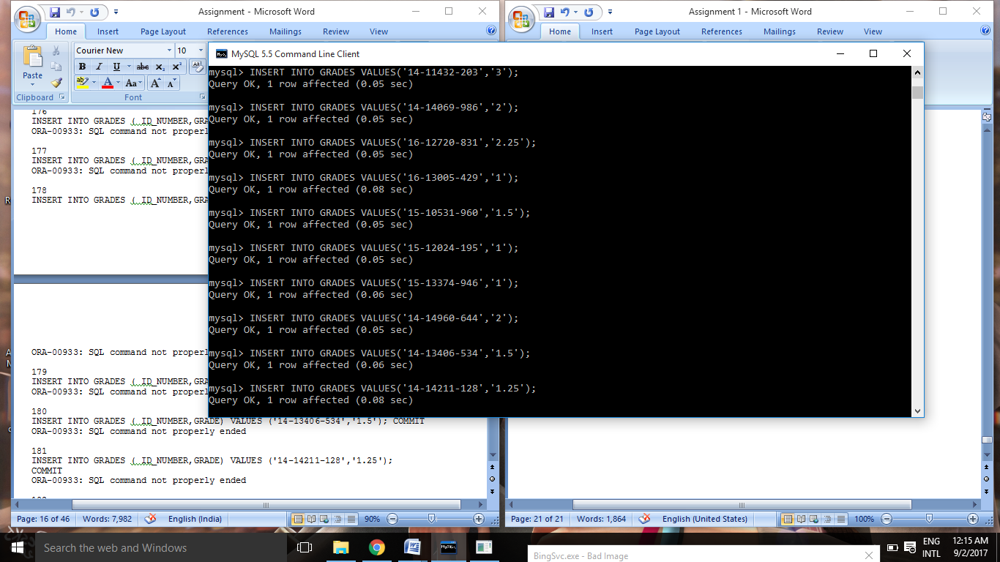 Assignment - Microsoft Word
Home Insert Page Layout References Mailings Review View
Paste
Clipboard
Courier New 10
Font
176
INSERT INTO GRADES ( ID_NUMBER,GRA
ORA-00933: SQL command not properl
177
INSERT INTO GRADES ( ID_NUMBER,GRA
ORA-00933: SQL command not properl
178
INSERT INTO GRADES ( ID_NUMBER,GRA
ORA-00933: SQL command not properl
179
INSERT INTO GRADES ( ID_NUMBER,GRA
ORA-00933: SQL command not properl
180
INSERT INTO GRADES ( ID_NUMBER,GRADE) VALUES ('14-13406-534','1.5'); COMMIT
ORA-00933: SQL command not properly ended
181
INSERT INTO GRADES ( ID_NUMBER,GRADE) VALUES ('14-14211-128','1.25');
COMMIT
ORA-00933: SQL command not properly ended
Page: 16 of 46 Words: 7,982 English (India) 90%
Assignment 1 - Microsoft Word
Home Insert Page Layout References Mailings Review View
Page: 21 of 21 Words: 1,864 English (United States) 100%
MySQL 5.5 Command Line Client
mysql> INSERT INTO GRADES VALUES('14-11432-203','3');
Query OK, 1 row affected (0.05 sec)
mysql> INSERT INTO GRADES VALUES('14-14069-986','2');
Query OK, 1 row affected (0.05 sec)
mysql> INSERT INTO GRADES VALUES('16-12720-831','2.25');
Query OK, 1 row affected (0.05 sec)
mysql> INSERT INTO GRADES VALUES('16-13005-429','1');
Query OK, 1 row affected (0.08 sec)
mysql> INSERT INTO GRADES VALUES('15-10531-960','1.5');
Query OK, 1 row affected (0.05 sec)
mysql> INSERT INTO GRADES VALUES('15-12024-195','1');
Query OK, 1 row affected (0.05 sec)
mysql> INSERT INTO GRADES VALUES('15-13374-946','1');
Query OK, 1 row affected (0.06 sec)
mysql> INSERT INTO GRADES VALUES('14-14960-644','2');
Query OK, 1 row affected (0.05 sec)
mysql> INSERT INTO GRADES VALUES('14-13406-534','1.5');
Query OK, 1 row affected (0.06 sec)
mysql> INSERT INTO GRADES VALUES('14-14211-128','1.25');
Query OK, 1 row affected (0.08 sec)
Search the web and Windows
BingSvc.exe - Bad Image
ENG
INTL
12:15 AM
9/2/2017